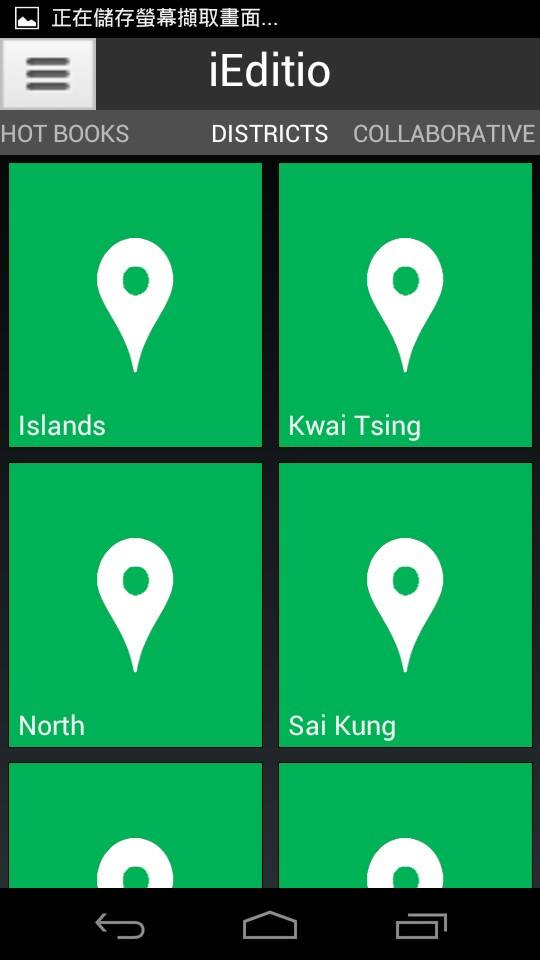 正在儲存螢幕擷取畫面...
iEditio
HOT BOOKS DISTRICTS COLLABORATIVE
Islands
Kwai Tsing
North
Sai Kung